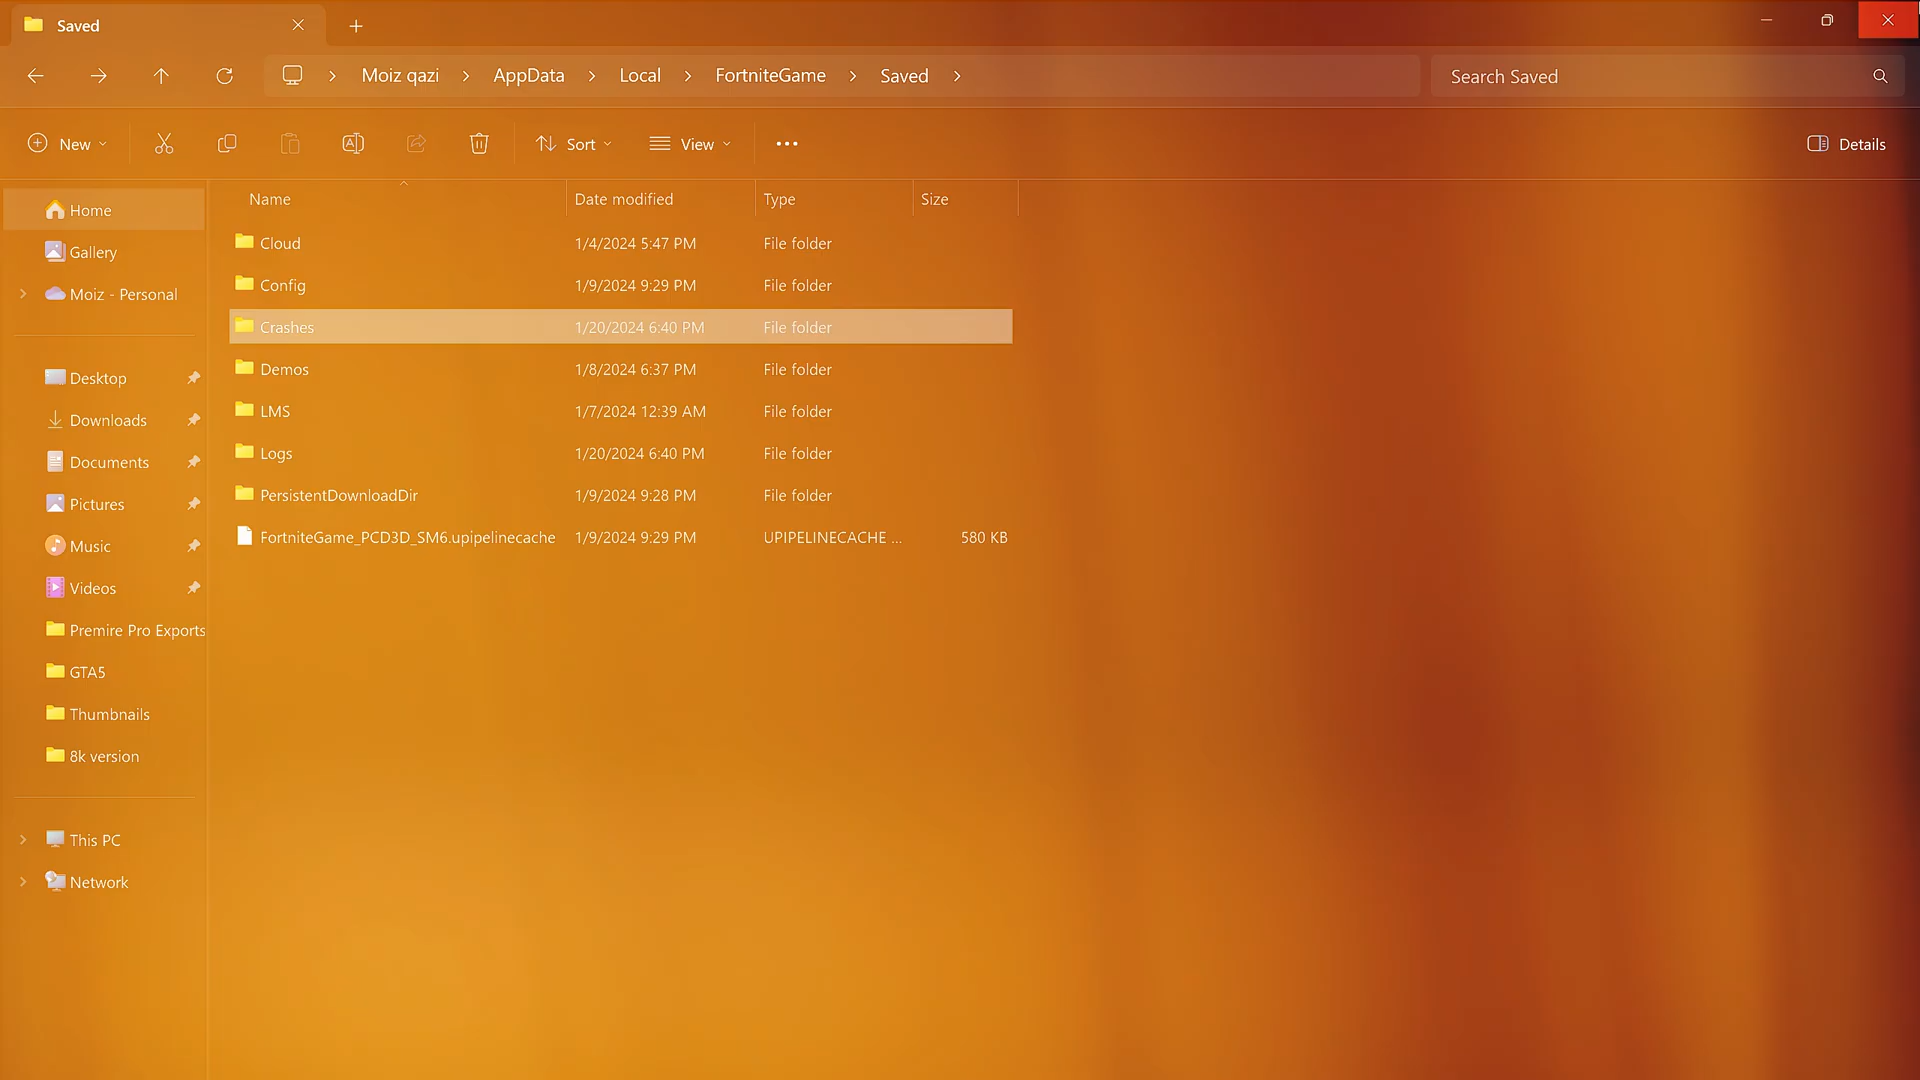 Saved
Moiz qazi > AppData > Local > FortniteGame > Saved >
Search Saved
New
Sort
View
Details
Name Date modified Type Size
Home
Gallery
Moiz - Personal
Desktop
Downloads
Documents
Pictures
Music
Videos
Premire Pro Exports
GTA5
Thumbnails
8k version
This PC
Network
Cloud 1/4/2024 5:47 PM File folder
Config 1/9/2024 9:29 PM File folder
Crashes 1/20/2024 6:40 PM File folder
Demos 1/8/2024 6:37 PM File folder
LMS 1/7/2024 12:39 AM File folder
Logs 1/20/2024 6:40 PM File folder
PersistentDownloadDir 1/9/2024 9:28 PM File folder
FortniteGame_PCD3D_SM6.upipelinecache 1/9/2024 9:29 PM UPIPELINECACHE ... 580 KB